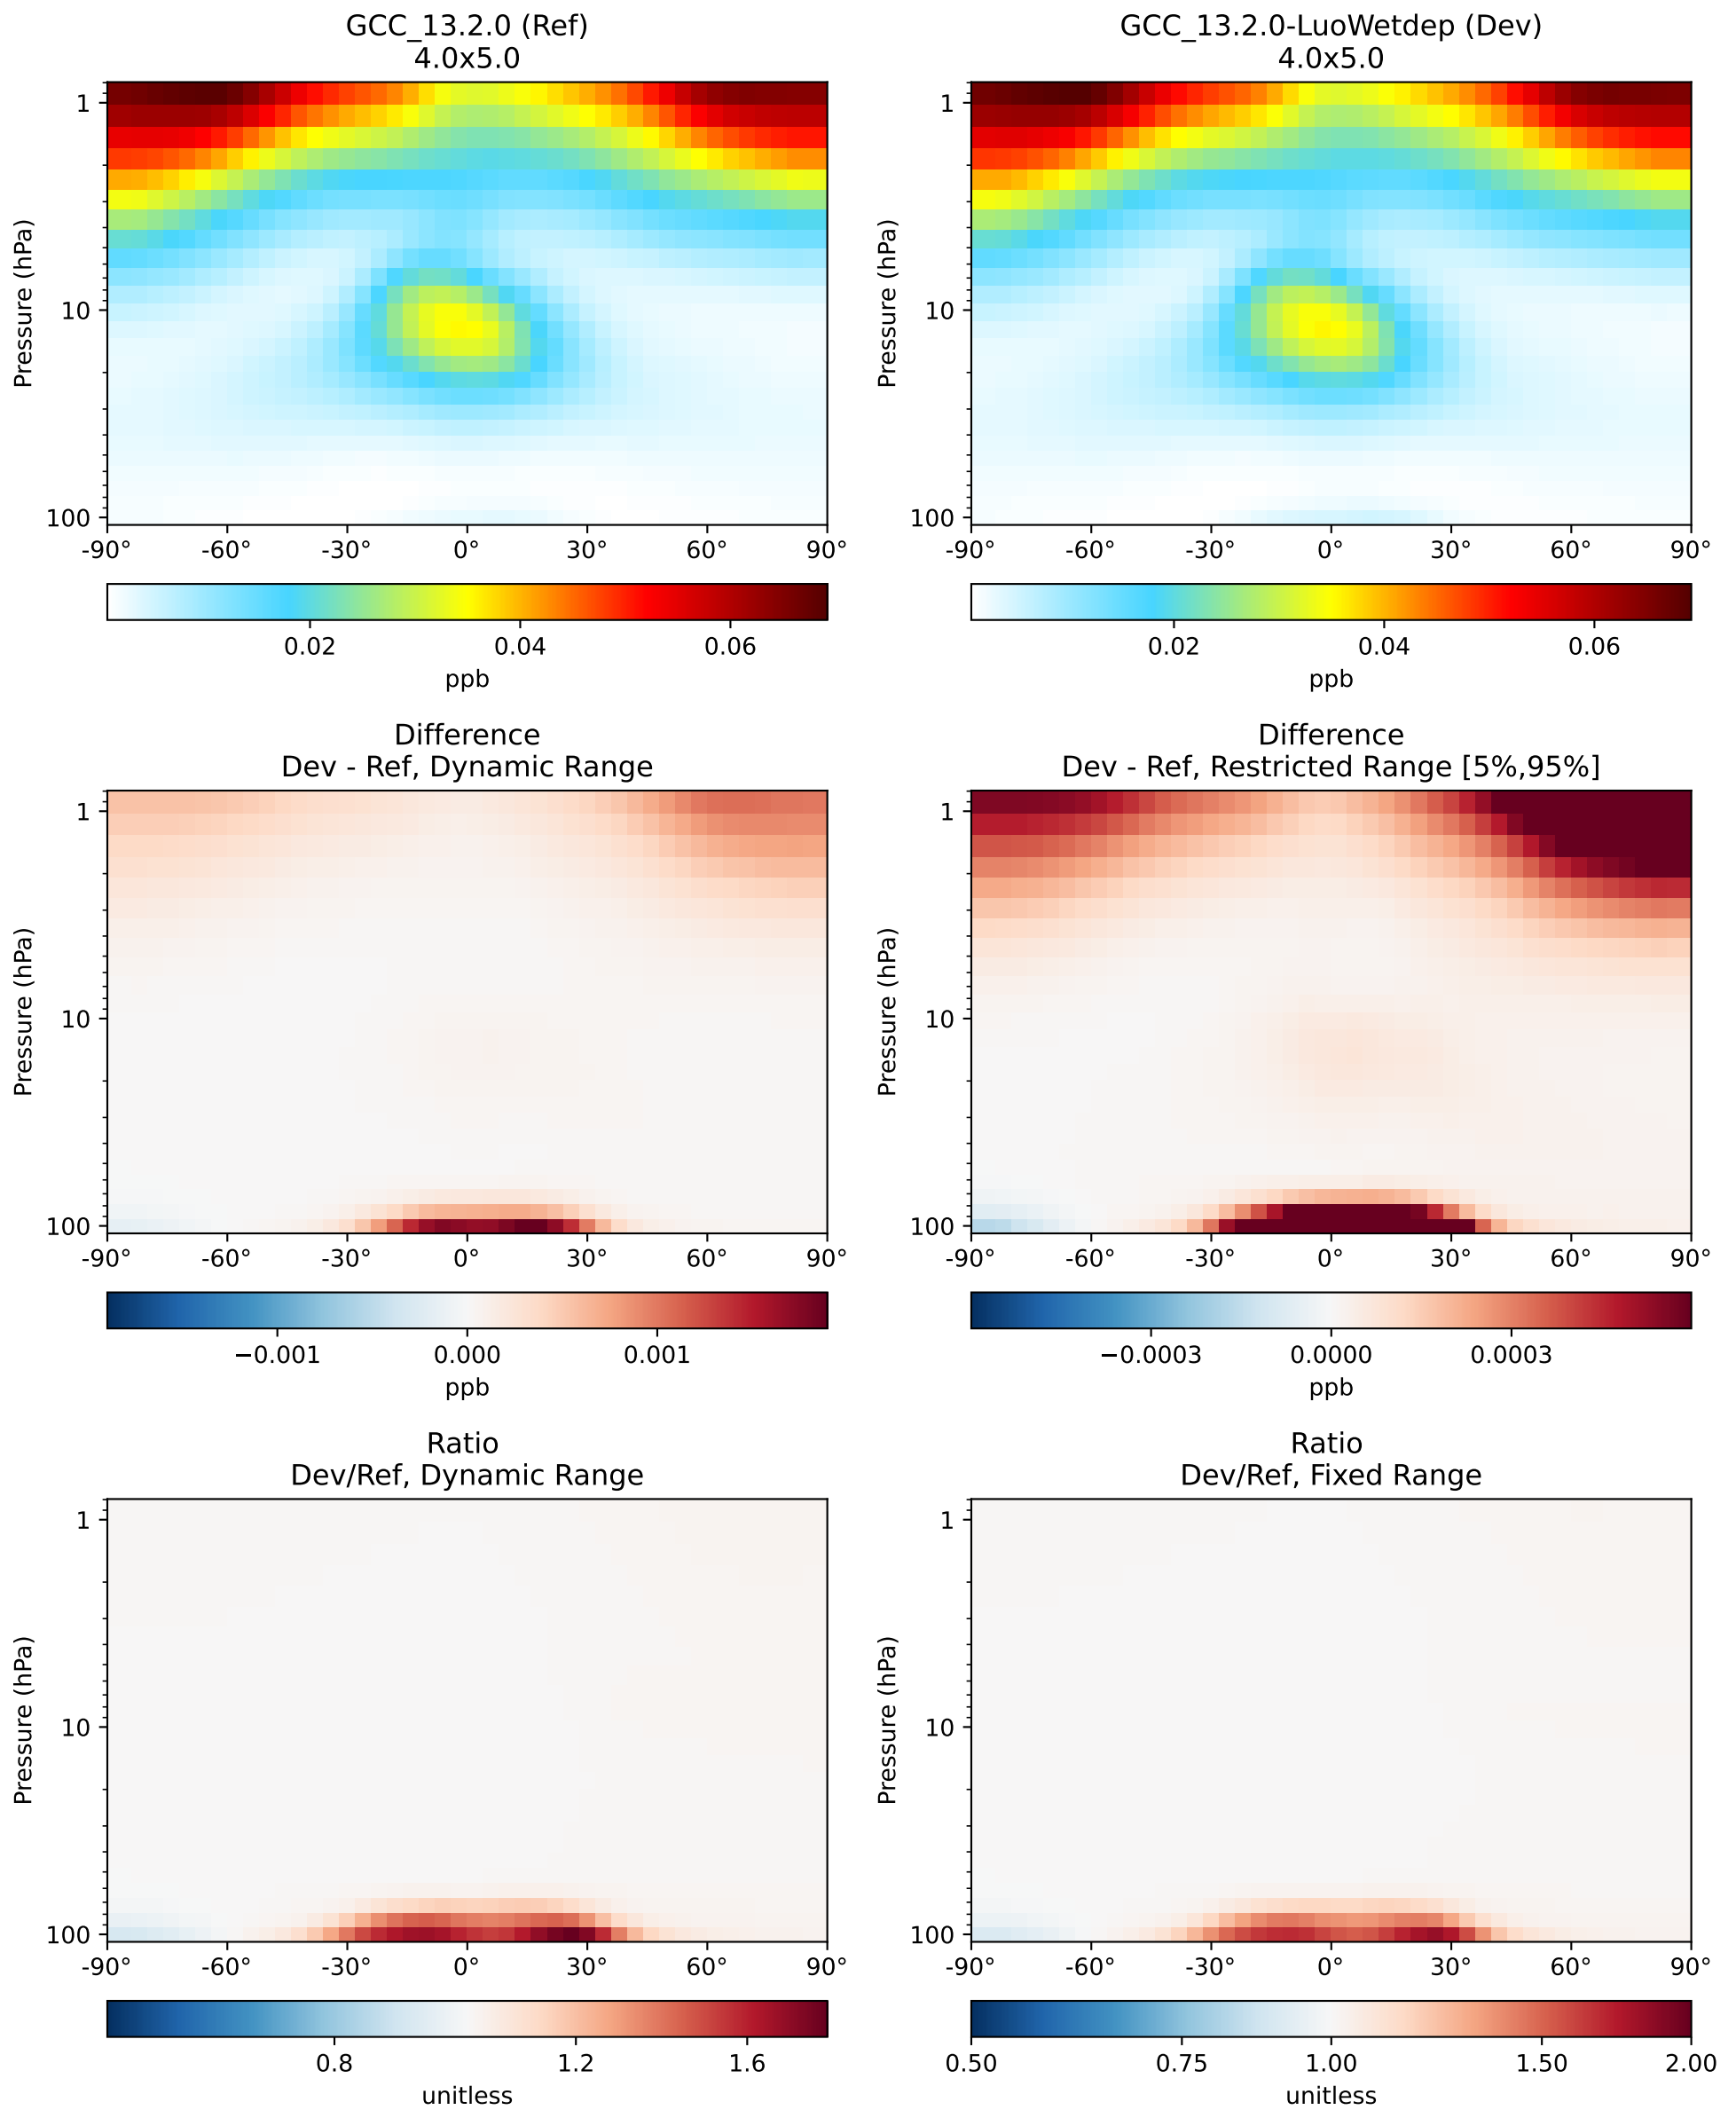 GCC_13.2.0 (Ref)
4.0x5.0
GCC_13.2.0-LuoWetdep (Dev)
4.0x5.0
Pressure (hPa)
1
10
100
-90° -60° -30° 0° 30° 60° 90°
0.02 0.04 0.06
ppb
Pressure (hPa)
1
10
100
-90° -60° -30° 0° 30° 60° 90°
0.02 0.04 0.06
ppb
Difference
Dev - Ref, Dynamic Range
Pressure (hPa)
1
10
100
-90° -60° -30° 0° 30° 60° 90°
−0.001 0.000 0.001
ppb
Difference
Dev - Ref, Restricted Range [5%,95%]
Pressure (hPa)
1
10
100
-90° -60° -30° 0° 30° 60° 90°
−0.0003 0.0000 0.0003
ppb
Ratio
Dev/Ref, Dynamic Range
Pressure (hPa)
1
10
100
-90° -60° -30° 0° 30° 60° 90°
0.8 1.2 1.6
unitless
Ratio
Dev/Ref, Fixed Range
Pressure (hPa)
1
10
100
-90° -60° -30° 0° 30° 60° 90°
0.50 0.75 1.00 1.50 2.00
unitless